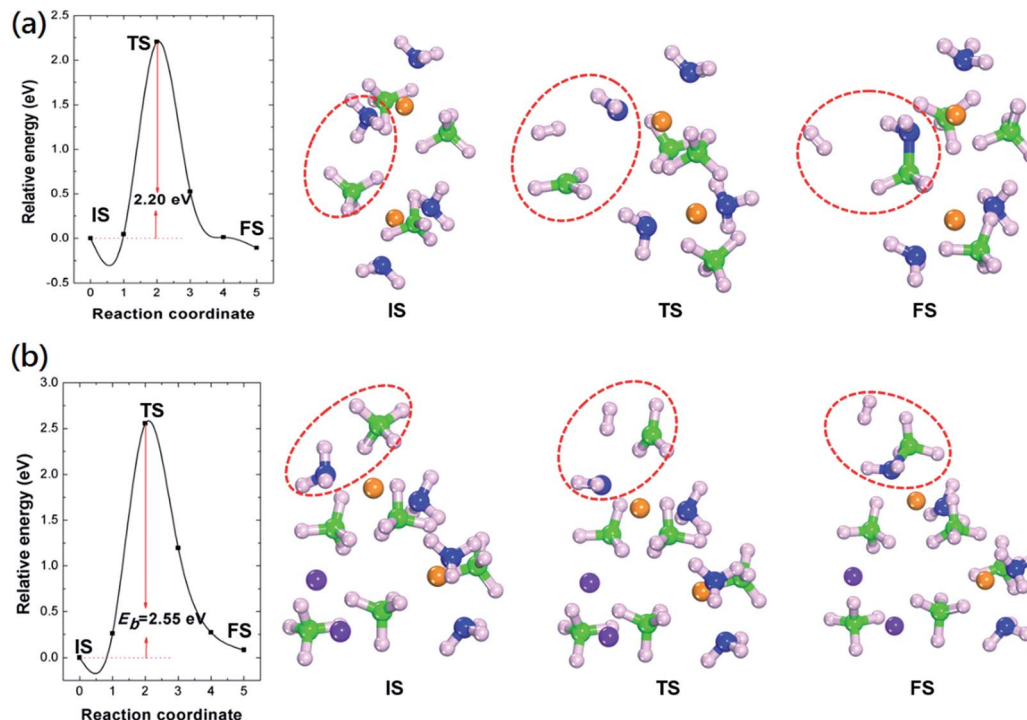 (a)
2.5
2.0
1.5
1.0
0.5
0.0
-0.5
Relative energy (eV)
TS
IS
2.20 eV
FS
0 1 2 3 4 5
Reaction coordinate
IS
TS
FS
(b)
3.0
2.5
2.0
1.5
1.0
0.5
0.0
Relative energy (eV)
TS
E_b=2.55 eV
IS
FS
0 1 2 3 4 5
Reaction coordinate
IS
TS
FS